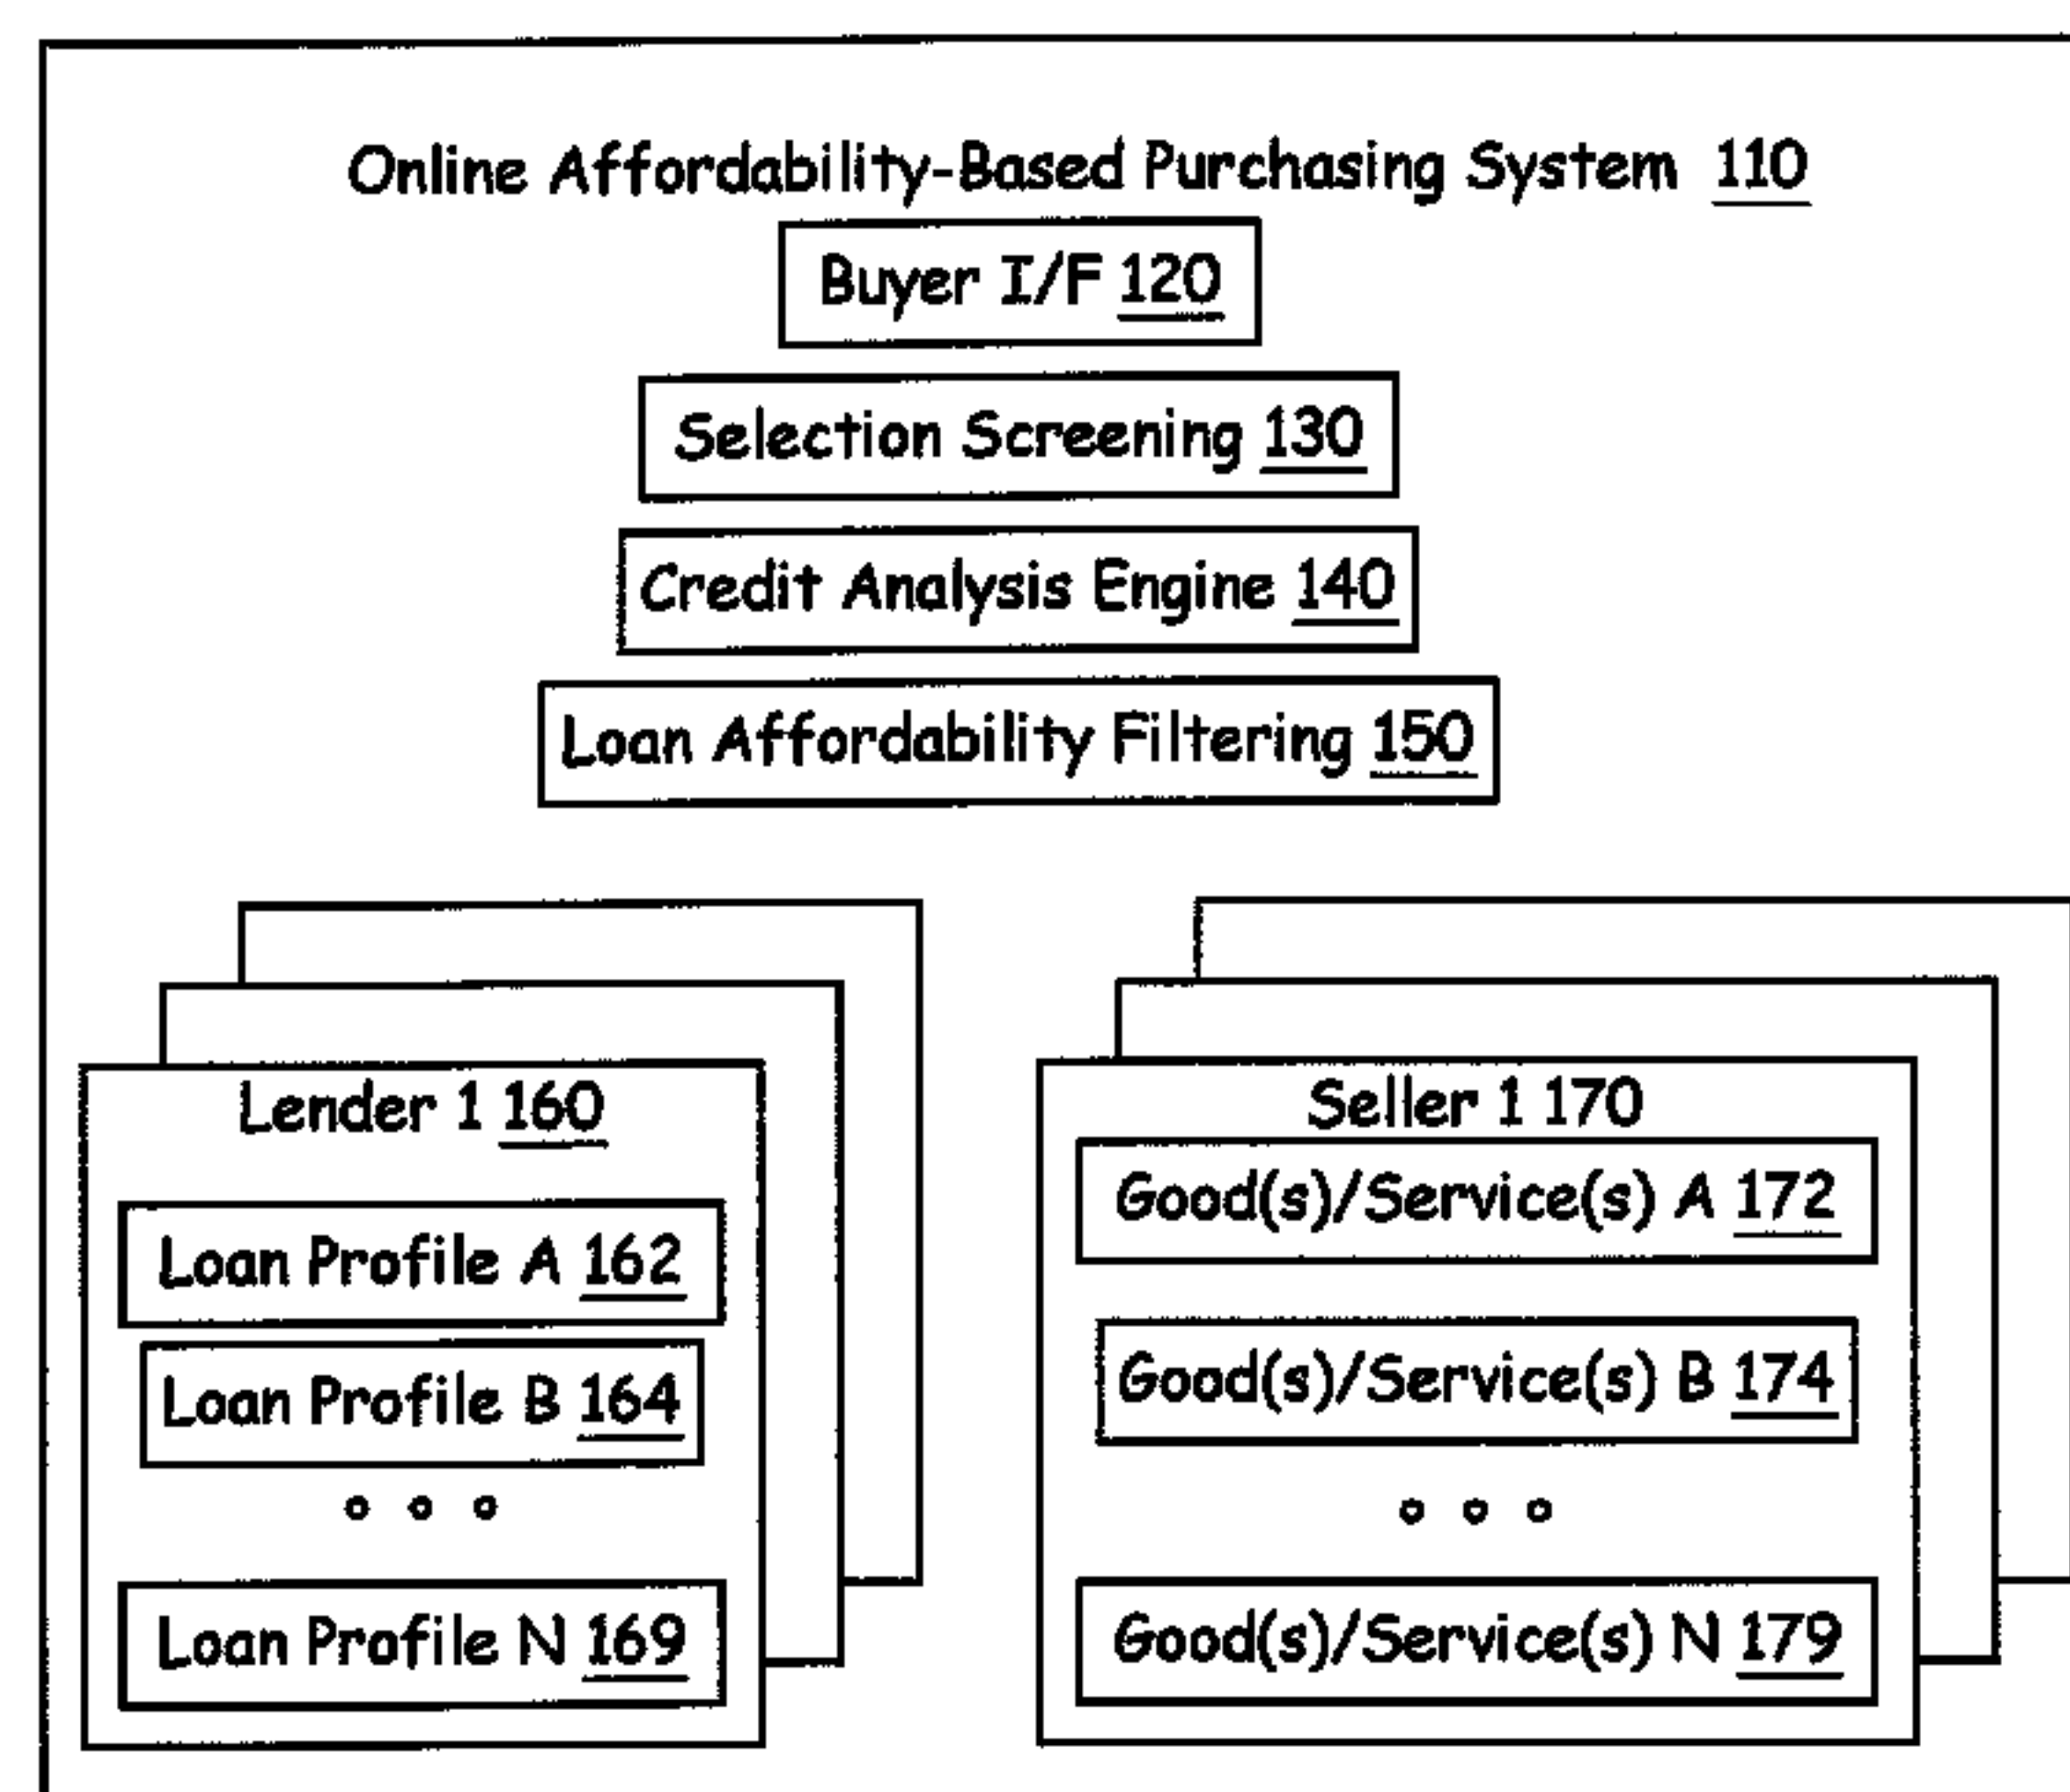 Online Affordability-Based Purchasing System 110
Buyer I/F 120
Selection Screening 130
Credit Analysis Engine 140
Loan Affordability Filtering 150
Lender 1 160
Loan Profile A 162
Loan Profile B 164
Loan Profile N 169
Seller 1 170
Good(s)/Service(s) A 172
Good(s)/Service(s) B 174
Good(s)/Service(s) N 179